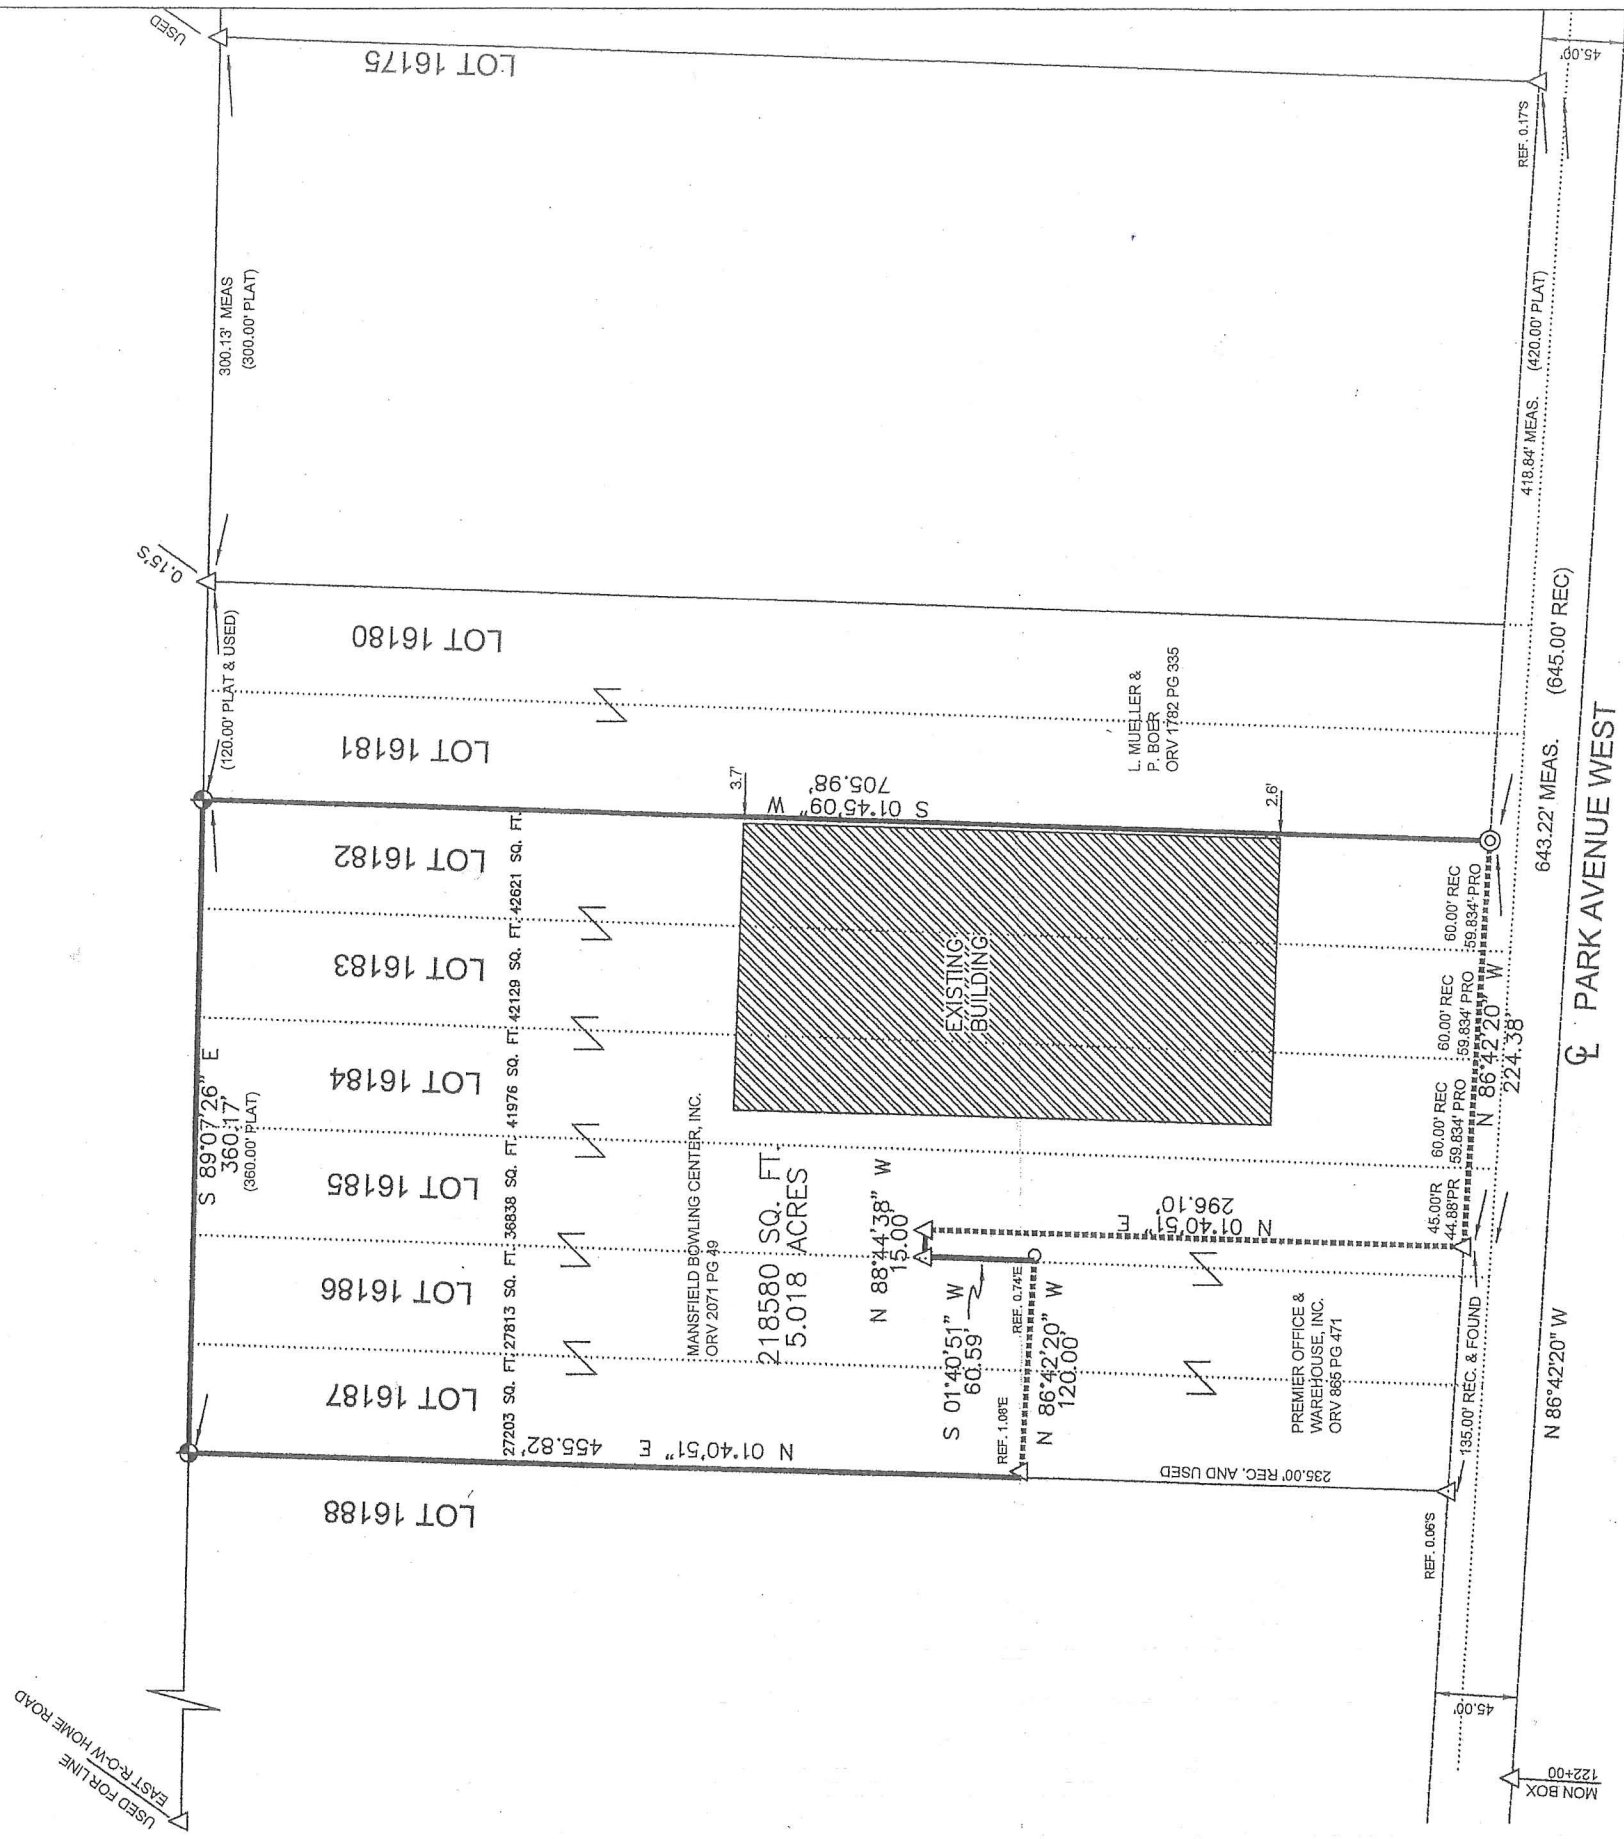 USED
LOT 16175
45.00'
REF. 0.17'S
300.13' MEAS
(300.00' PLAT)
418.84' MEAS. (420.00' PLAT)
0.15'S
(120.00' PLAT & USED)
LOT 16180
LOT 16181
L. MUELLER &
P. BOER
ORV 1782 PG 335
643.22' MEAS. (645.00' REC)
℄ PARK AVENUE WEST
3.7'
S 01°45'09" W
705.98'
2.6'
LOT 16182
LOT 16183
LOT 16184
LOT 16185
LOT 16186
LOT 16187
LOT 16188
S 89°07'26" E
360.17'
(360.00' PLAT)
27203 SQ. FT. 27813 SQ. FT. 36838 SQ. FT. 41976 SQ. FT. 42129 SQ. FT. 42621 SQ. FT.
EXISTING
BUILDING
MANSFIELD BOWLING CENTER, INC.
ORV 2071 PG 49
218580 SQ. FT.
5.018 ACRES
N 88°44'38" W
15.00'
S 01°40'51" W
60.59'
REF. 0.74'E
REF. 1.08'E
N 86°42'20" W
120.00'
N 01°40'51" E 455.82'
N 01°40'51" E
296.10'
235.00' REC. AND USED
PREMIER OFFICE &
WAREHOUSE, INC.
ORV 865 PG 471
45.00'R
44.88'PR
60.00' REC
59.834' PRO
60.00' REC
59.834' PRO
60.00' REC
59.834' PRO
N 86°42'20" W
224.38'
135.00' REC. & FOUND
REF. 0.06'S
N 86°42'20" W
45.00'
MON BOX
122+00
USED FOR LINE
EAST R-O-W HOME ROAD